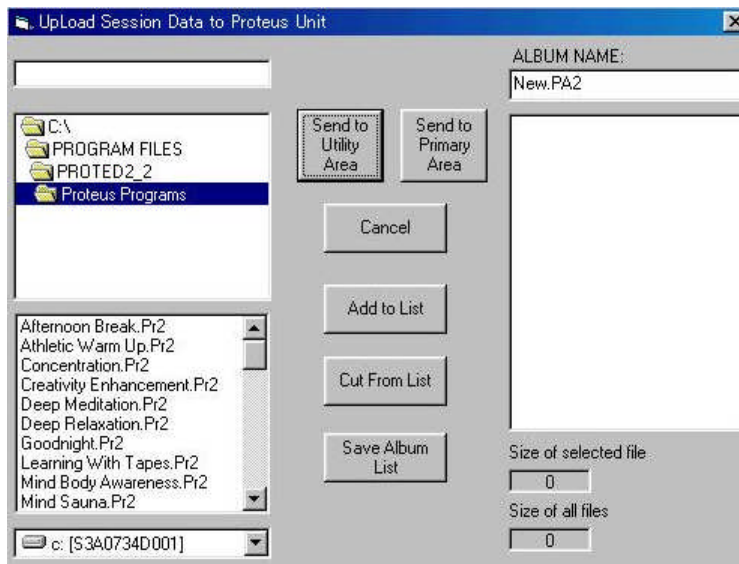 UpLoad Session Data to Proteus Unit
C:\
PROGRAM FILES
PROTED2_2
Proteus Programs
Afternoon Break.Pr2
Athletic Warm Up.Pr2
Concentration.Pr2
Creativity Enhancement.Pr2
Deep Meditation.Pr2
Deep Relaxation.Pr2
Goodnight.Pr2
Learning With Tapes.Pr2
Mind Body Awareness.Pr2
Mind Sauna.Pr2
c: [S3A0734D001]
Send to
Utility
Area
Send to
Primary
Area
Cancel
Add to List
Cut From List
Save Album
List
ALBUM NAME:
New.PA2
Size of selected file
0
Size of all files
0